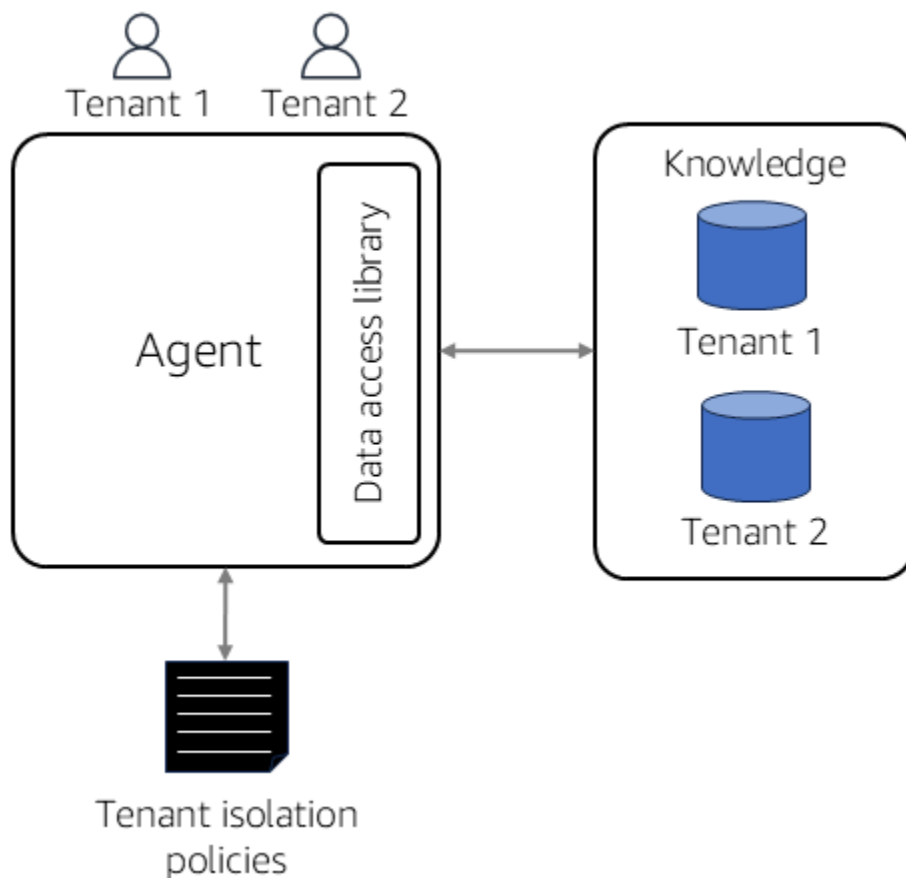 Tenant 1
Tenant 2
Agent
Data access library
Knowledge
Tenant 1
Tenant 2
Tenant isolation
policies